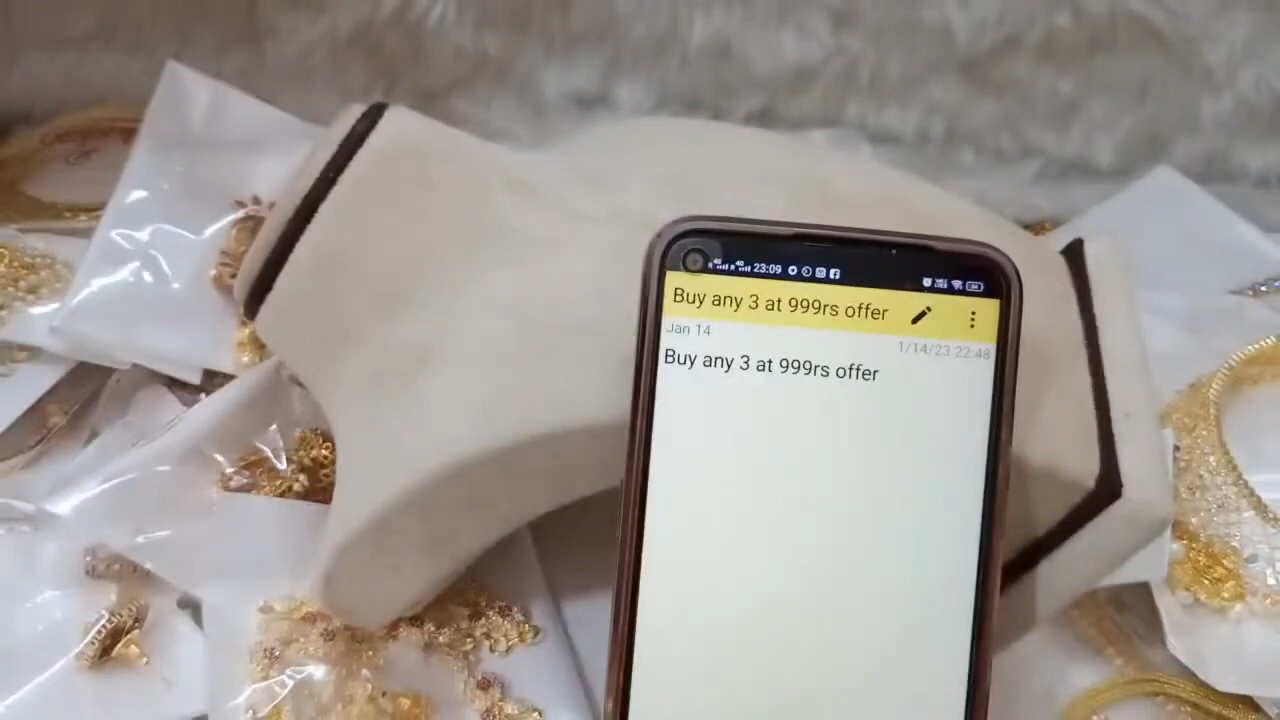 23:09
Buy any 3 at 999rs offer
Jan 14
1/14/23 22:48
Buy any 3 at 999rs offer